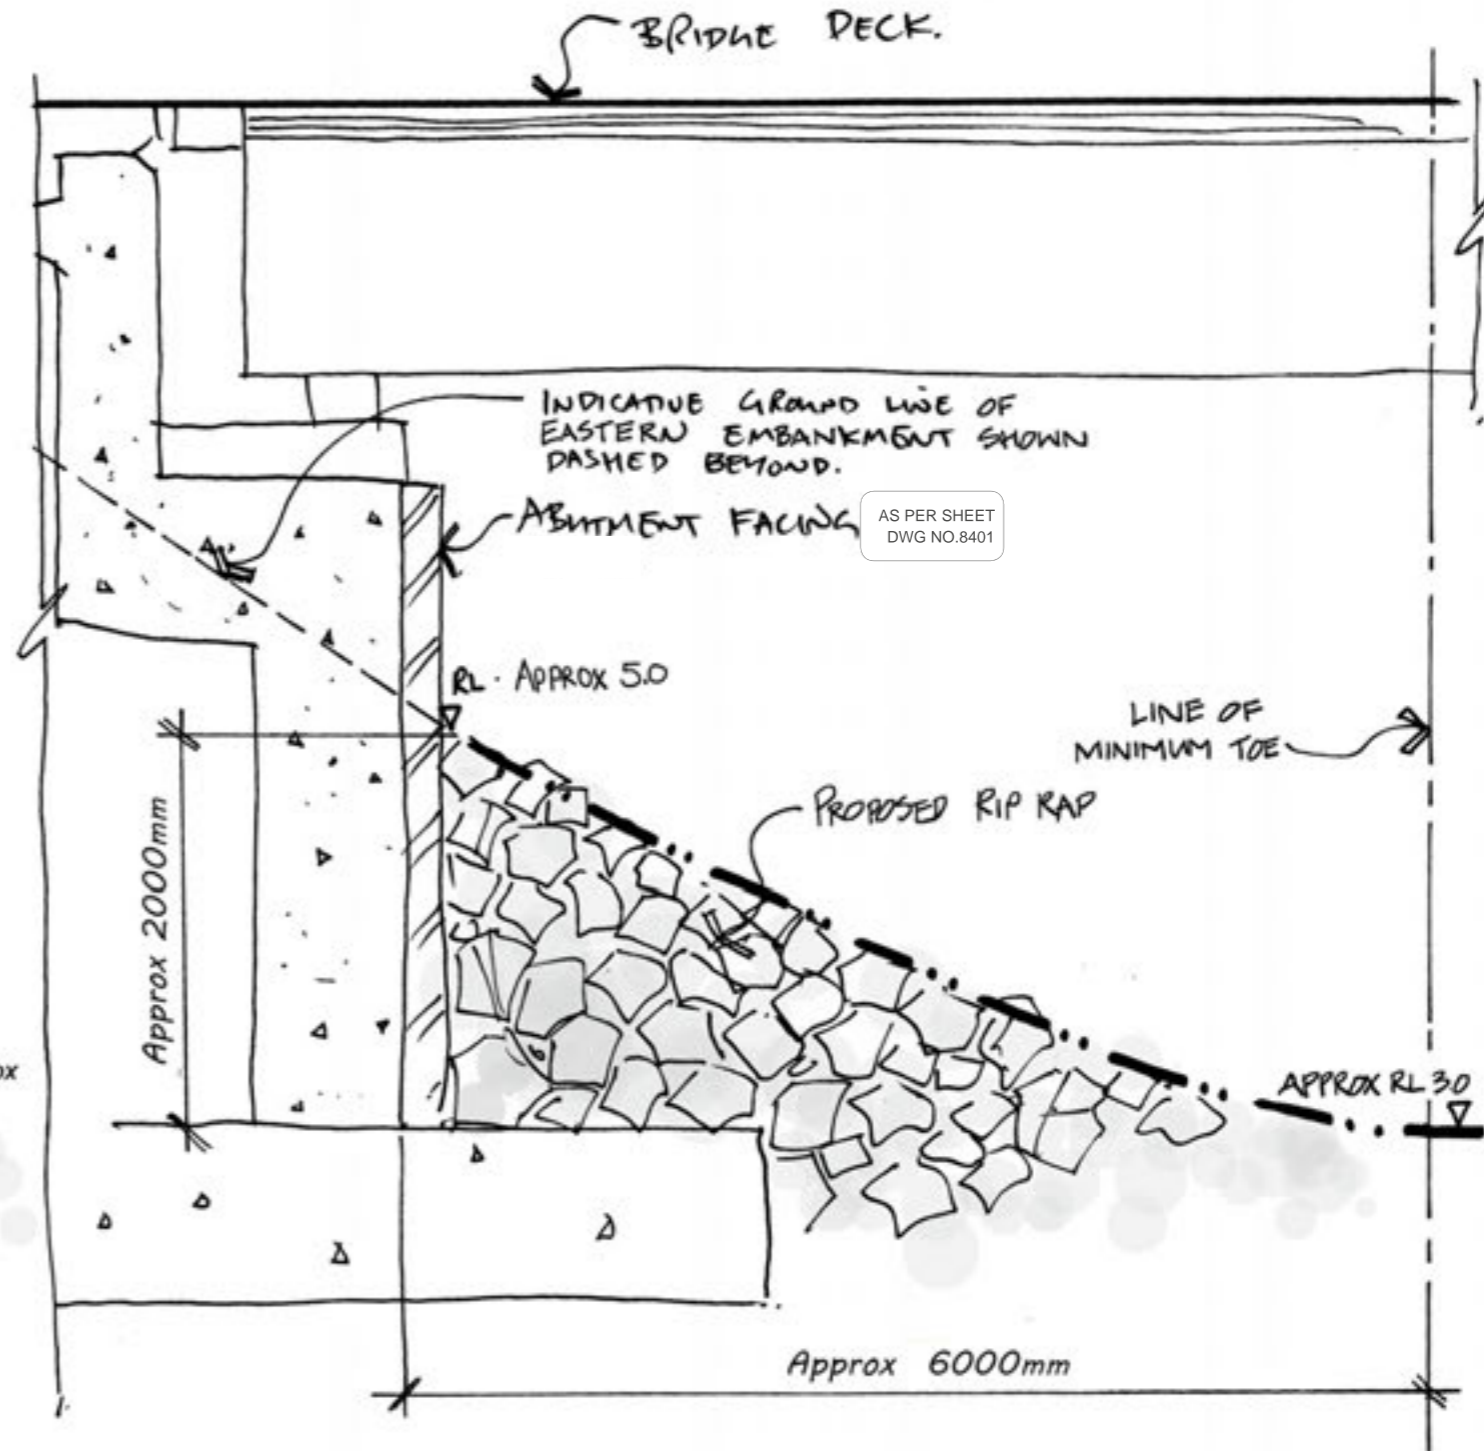 BRIDGE DECK.
INDICATIVE GROUND LINE OF
EASTERN EMBANKMENT SHOWN
DASHED BEYOND.
ABUTMENT FACING
AS PER SHEET
DWG NO.8401
RL. APPROX 5.0
LINE OF
MINIMUM TOE
PROPOSED RIP RAP
Approx 2000mm
APPROX RL 3.0
Approx 6000mm